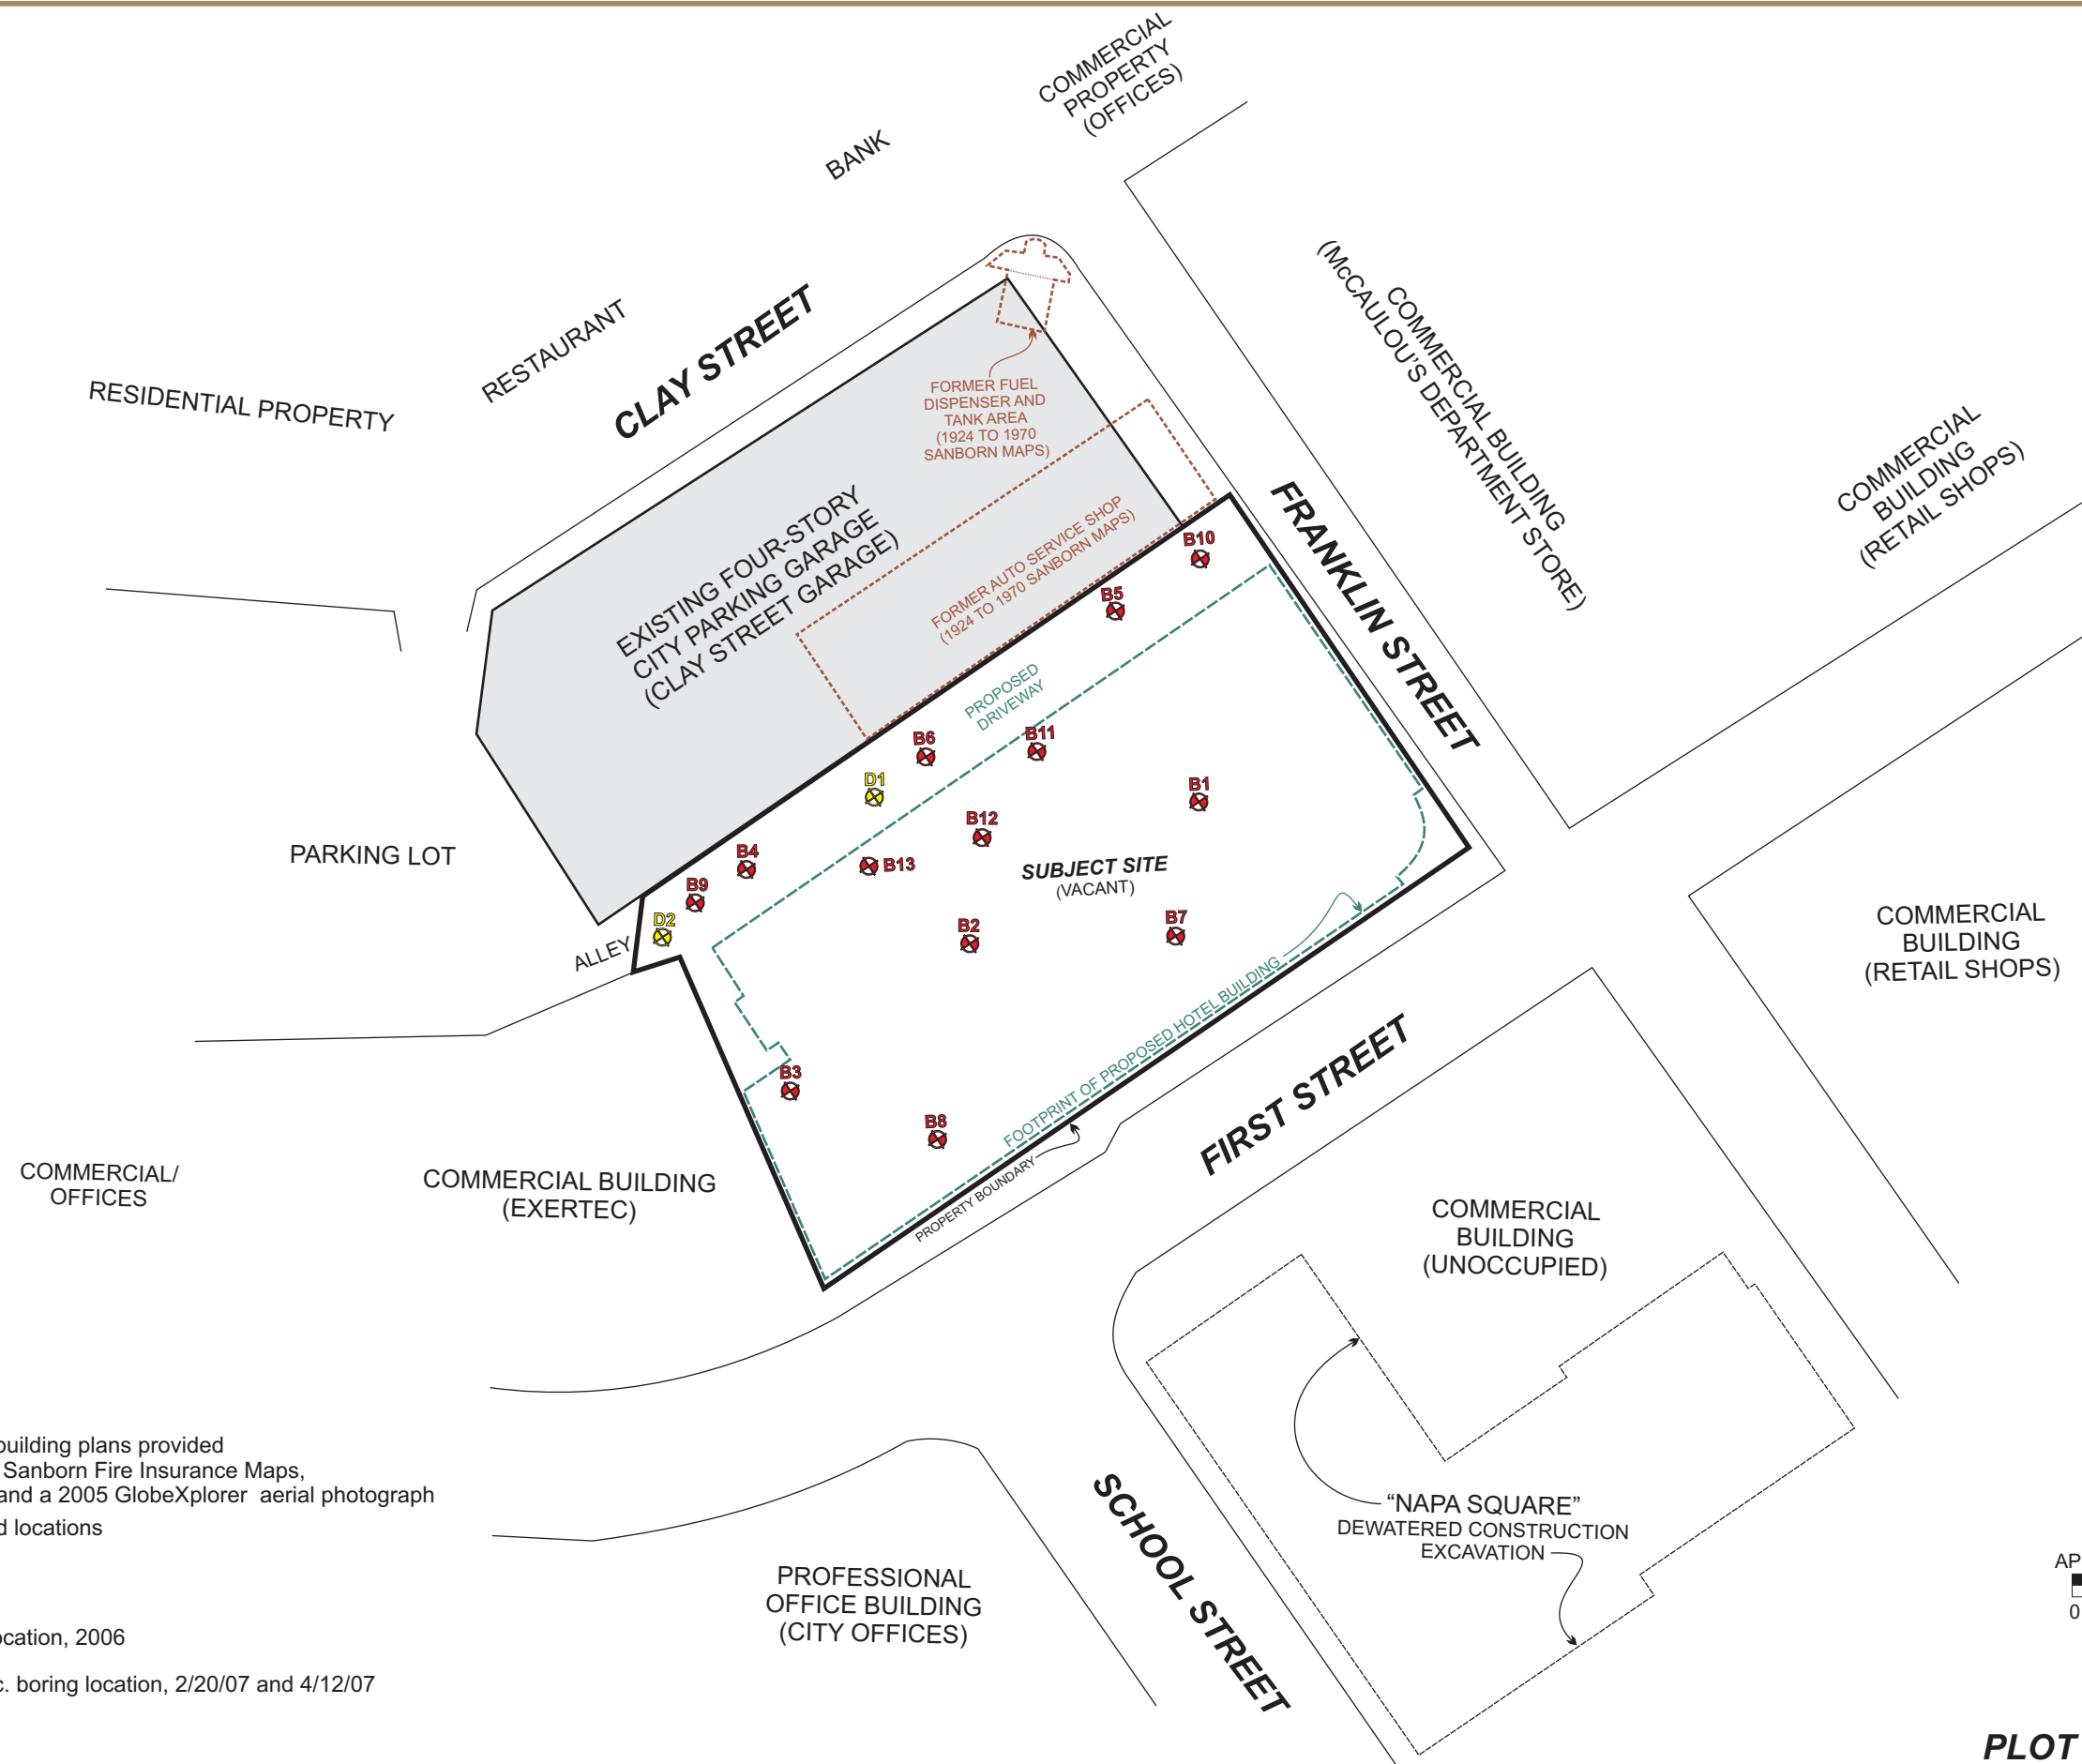 COMMERCIAL
PROPERTY
(OFFICES)
BANK
RESTAURANT
CLAY STREET
RESIDENTIAL PROPERTY
FORMER FUEL
DISPENSER AND
TANK AREA
(1924 TO 1970
SANBORN MAPS)
COMMERCIAL BUILDING
(McCAULOU'S DEPARTMENT STORE)
COMMERCIAL
BUILDING
(RETAIL SHOPS)
EXISTING FOUR-STORY
CITY PARKING GARAGE
(CLAY STREET GARAGE)
FORMER AUTO SERVICE SHOP
(1924 TO 1970 SANBORN MAPS)
FRANKLIN STREET
B10
B5
PROPOSED
DRIVEWAY
B6
B11
D1
B1
B12
B4
B13
SUBJECT SITE
(VACANT)
PARKING LOT
B9
D2
B2
B7
ALLEY
COMMERCIAL
BUILDING
(RETAIL SHOPS)
B3
B8
FOOTPRINT OF PROPOSED HOTEL BUILDING
PROPERTY BOUNDARY
FIRST STREET
COMMERCIAL/
OFFICES
COMMERCIAL BUILDING
(EXERTEC)
COMMERCIAL
BUILDING
(UNOCCUPIED)
building plans provided
Sanborn Fire Insurance Maps,
and a 2005 GlobeXplorer aerial photograph
d locations
SCHOOL STREET
“NAPA SQUARE”
DEWATERED CONSTRUCTION
EXCAVATION
PROFESSIONAL
OFFICE BUILDING
(CITY OFFICES)
AP
0
ocation, 2006
c. boring location, 2/20/07 and 4/12/07
PLOT